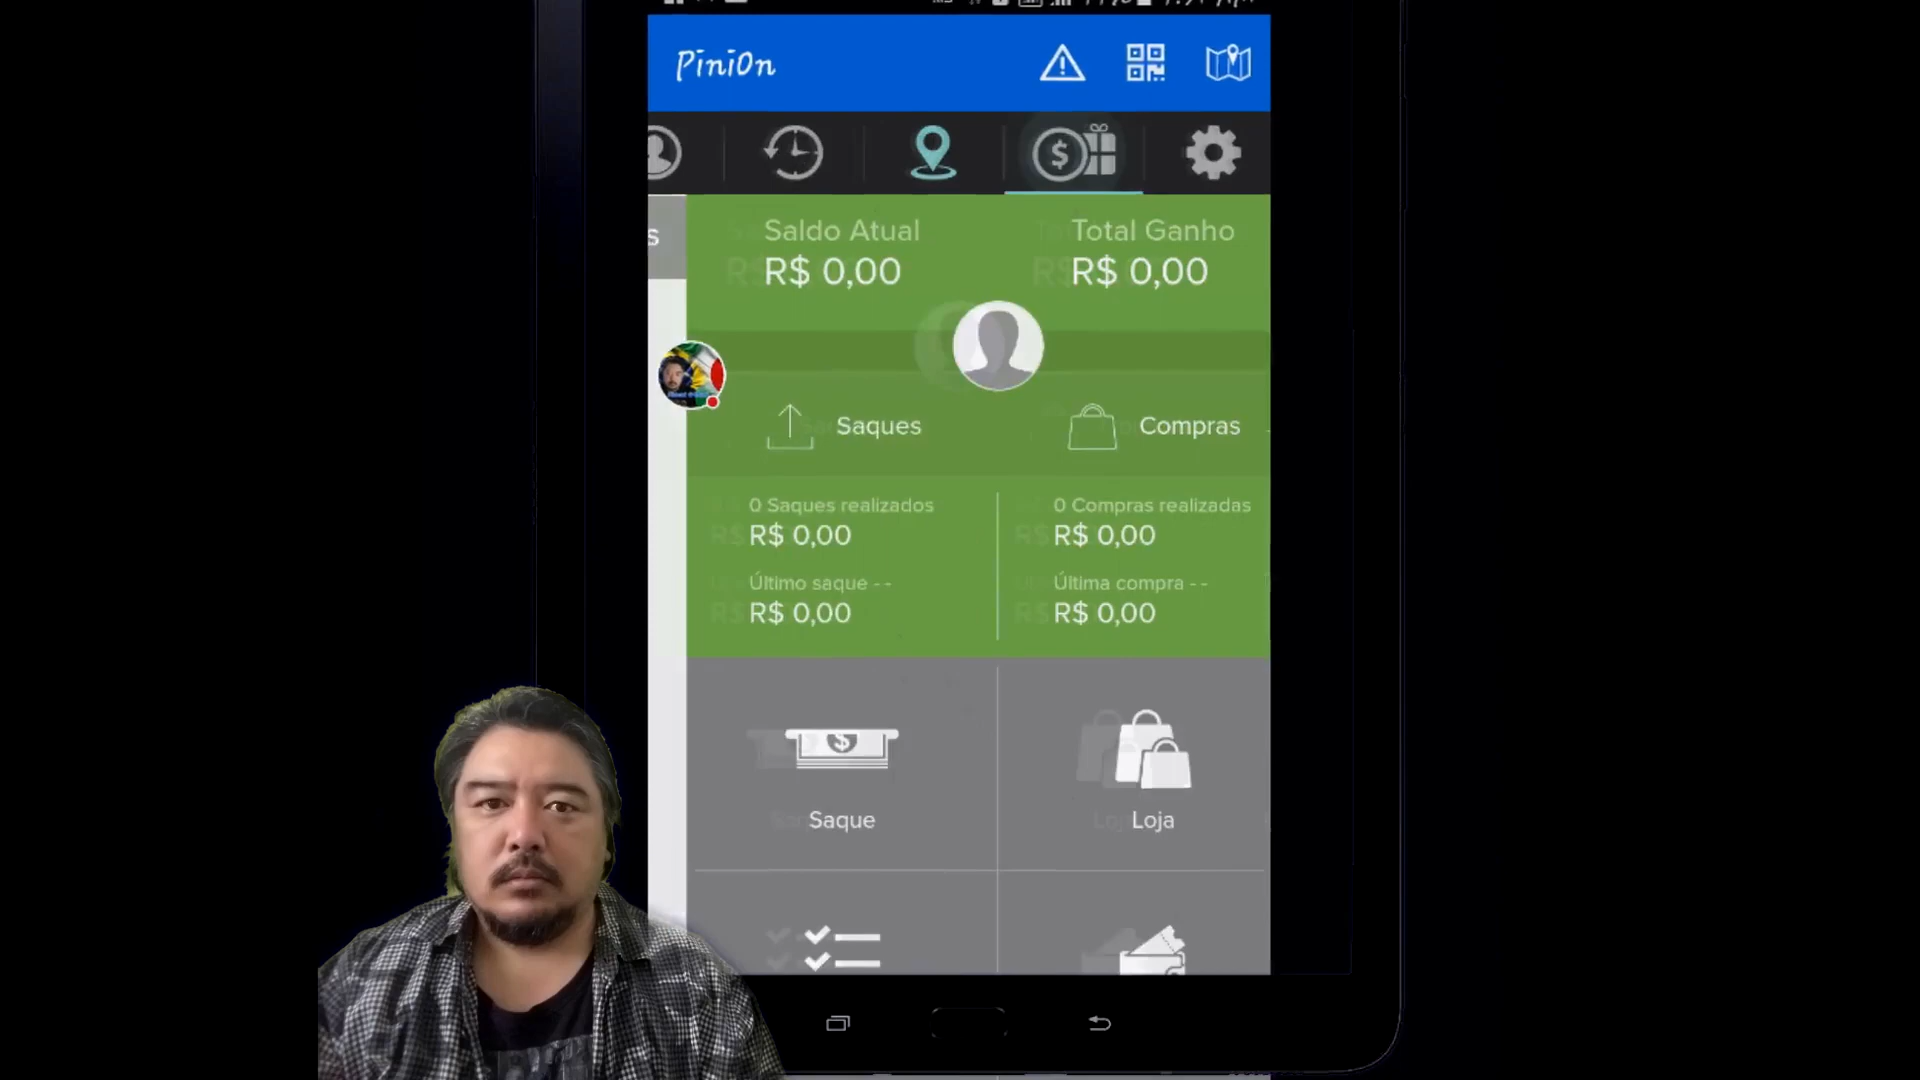 PiniOn
s
Saldo Atual Total Ganho
R$ 0,00 R$ 0,00
Saques Compras
0 Saques realizados 0 Compras realizadas
R$ 0,00 R$ 0,00
Último saque - - Última compra - -
R$ 0,00 R$ 0,00
Saque Loja